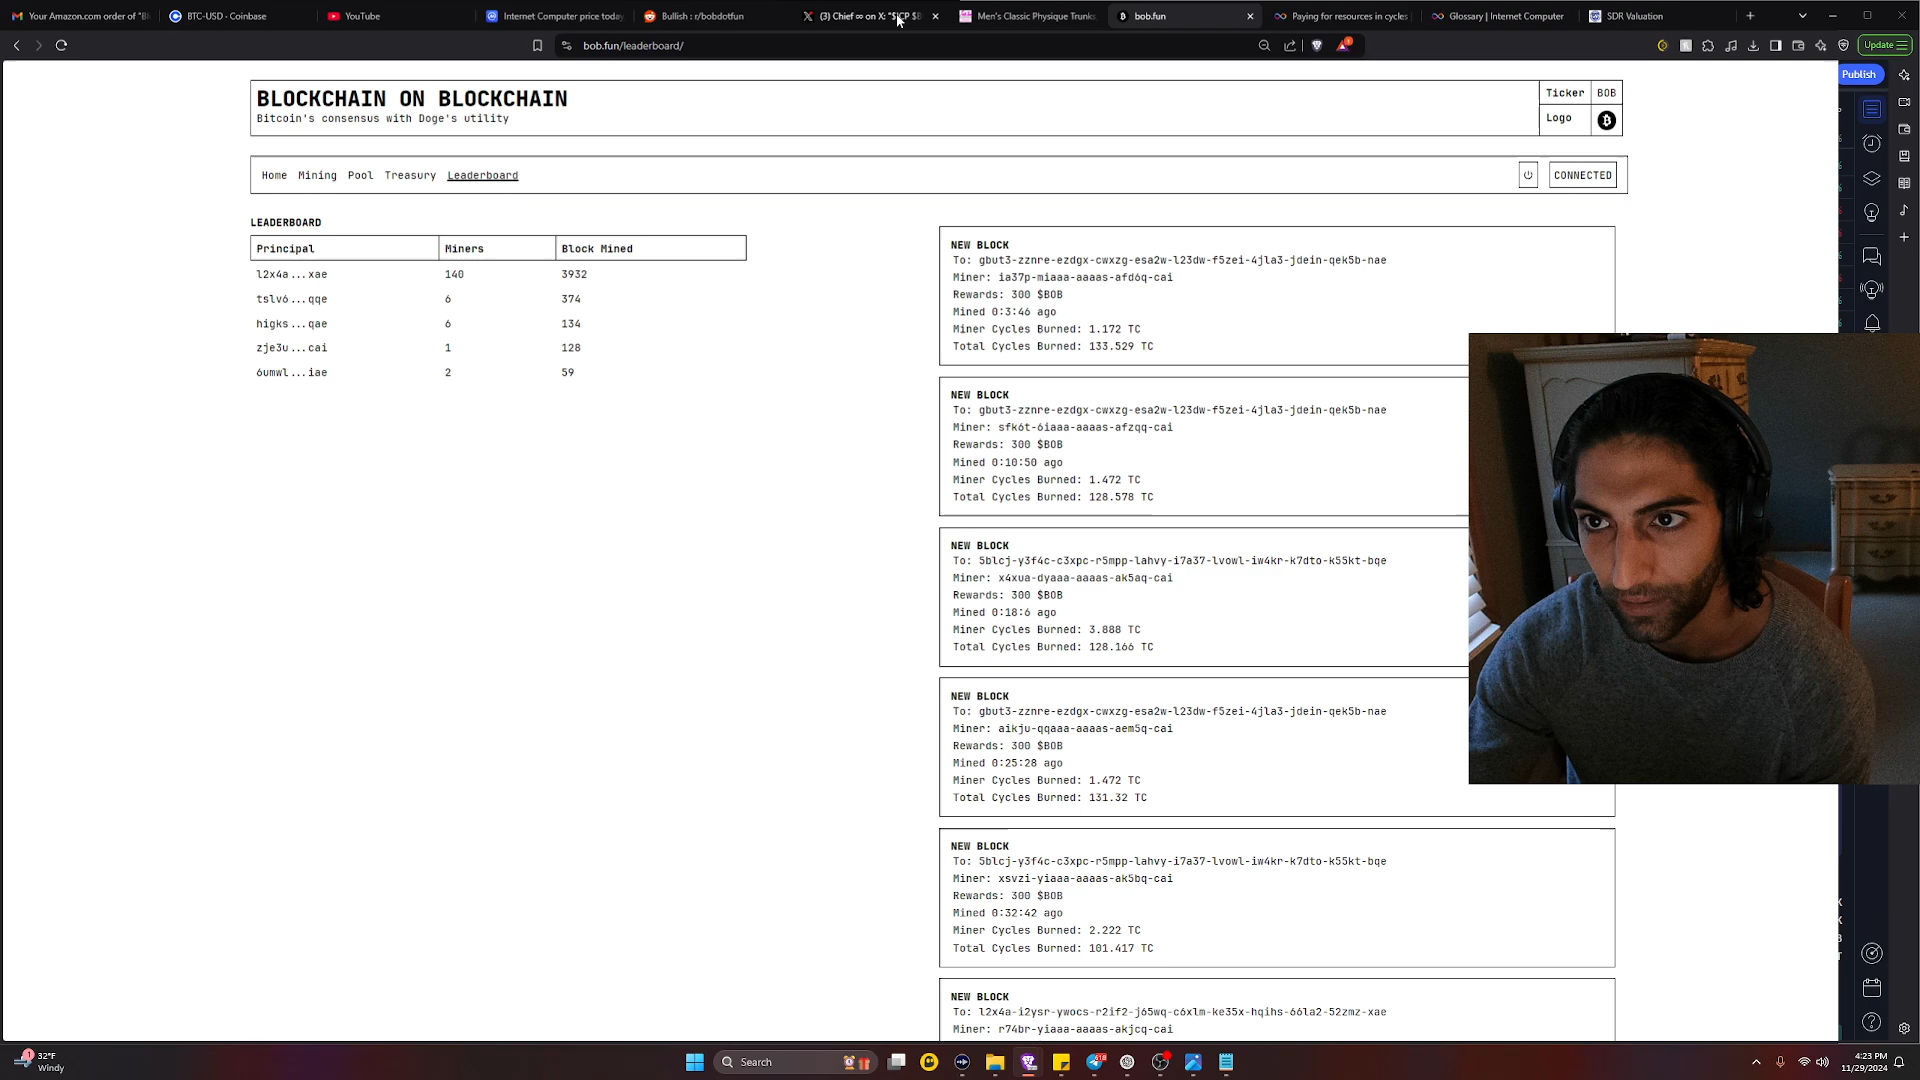 Your Amazon.com order of "B
BTC-USD - Coinbase
YouTube
Internet Computer price today,
Bullish : r/bobdotfun
(3) Chief ∞ on X: "$ICP $B
Men's Classic Physique Trunks,
bob.fun
Paying for resources in cycles
Glossary | Internet Computer
SDR Valuation
bob.fun/leaderboard/
Update
Publish
BLOCKCHAIN ON BLOCKCHAIN
Bitcoin's consensus with Doge's utility
Ticker BOB
Logo
Home Mining Pool Treasury Leaderboard
CONNECTED
LEADERBOARD
Principal Miners Block Mined
l2x4a...xae 140 3932
tslv6...qqe 6 374
higks...qae 6 134
zje3u...cai 1 128
6umwl...iae 2 59
NEW BLOCK
To: gbut3-zznre-ezdgx-cwxzg-esa2w-l23dw-f5zei-4jla3-jdein-qek5b-nae
Miner: ia37p-miaaa-aaaas-afd6q-cai
Rewards: 300 $BOB
Mined 0:3:46 ago
Miner Cycles Burned: 1.172 TC
Total Cycles Burned: 133.529 TC
NEW BLOCK
To: gbut3-zznre-ezdgx-cwxzg-esa2w-l23dw-f5zei-4jla3-jdein-qek5b-nae
Miner: sfk6t-6iaaa-aaaas-afzqq-cai
Rewards: 300 $BOB
Mined 0:10:50 ago
Miner Cycles Burned: 1.472 TC
Total Cycles Burned: 128.578 TC
NEW BLOCK
To: 5blcj-y3f4c-c3xpc-r5mpp-lahvy-i7a37-lvowl-iw4kr-k7dto-k55kt-bqe
Miner: x4xua-dyaaa-aaaas-ak5aq-cai
Rewards: 300 $BOB
Mined 0:18:6 ago
Miner Cycles Burned: 3.888 TC
Total Cycles Burned: 128.166 TC
NEW BLOCK
To: gbut3-zznre-ezdgx-cwxzg-esa2w-l23dw-f5zei-4jla3-jdein-qek5b-nae
Miner: aikju-qqaaa-aaaas-aem5q-cai
Rewards: 300 $BOB
Mined 0:25:28 ago
Miner Cycles Burned: 1.472 TC
Total Cycles Burned: 131.32 TC
NEW BLOCK
To: 5blcj-y3f4c-c3xpc-r5mpp-lahvy-i7a37-lvowl-iw4kr-k7dto-k55kt-bqe
Miner: xsvzi-yiaaa-aaaas-ak5bq-cai
Rewards: 300 $BOB
Mined 0:32:42 ago
Miner Cycles Burned: 2.222 TC
Total Cycles Burned: 101.417 TC
NEW BLOCK
To: l2x4a-i2ysr-ywocs-r2if2-j65wq-c6xlm-ke35x-hqihs-66la2-52zmz-xae
Miner: r74br-yiaaa-aaaas-akjcq-cai
32°F
Windy
Search
4:23 PM
11/29/2024